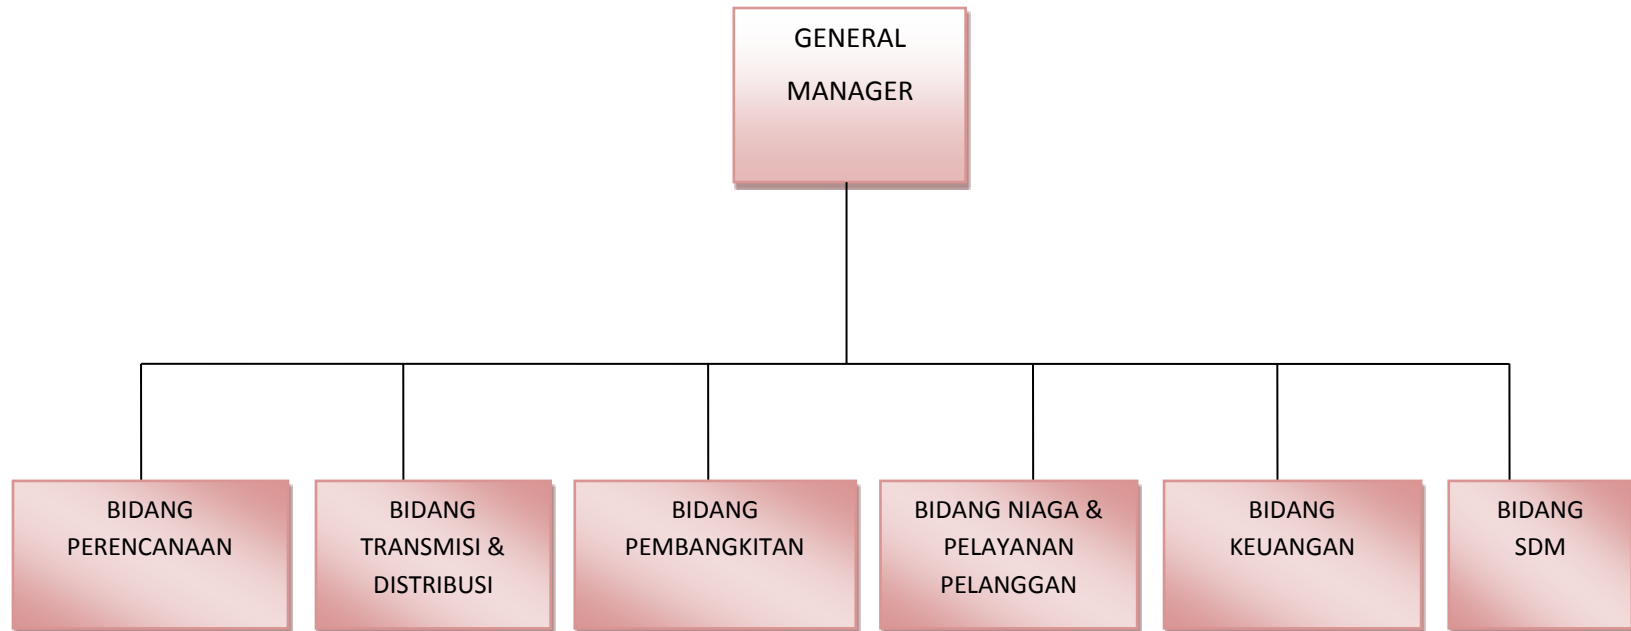 GENERAL
MANAGER
BIDANG
PERENCANAAN
BIDANG
TRANSMISI &
DISTRIBUSI
BIDANG
PEMBANGKITAN
BIDANG NIAGA &
PELAYANAN
PELANGGAN
BIDANG
KEUANGAN
BIDANG
SDM